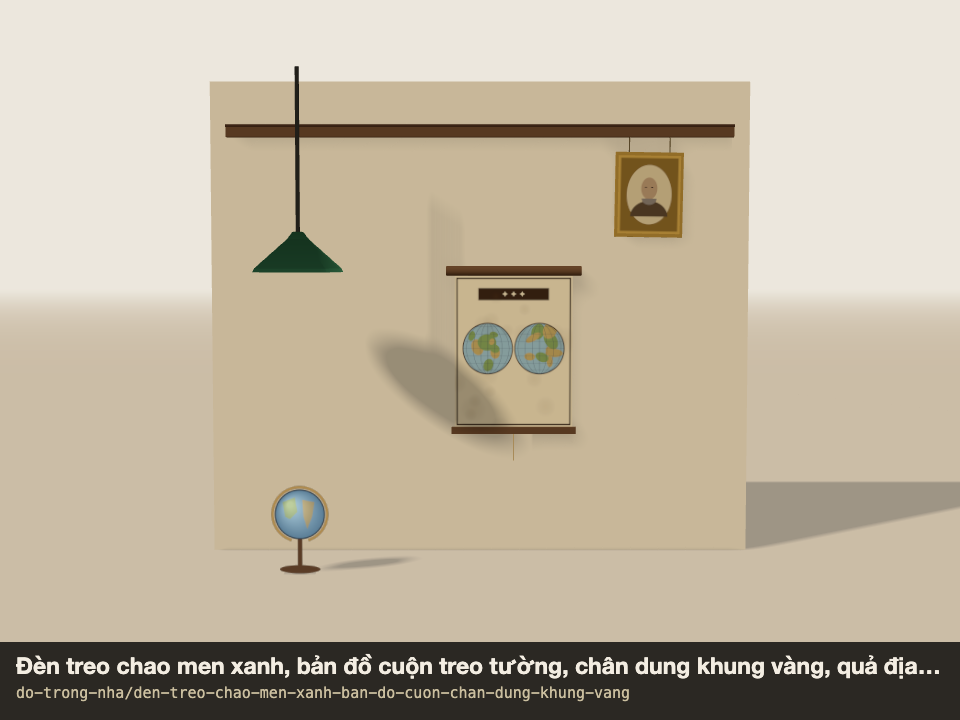 Đèn treo chao men xanh, bản đồ cuộn treo tường, chân dung khung vàng, quả địa…
do-trong-nha/den-treo-chao-men-xanh-ban-do-cuon-chan-dung-khung-vang